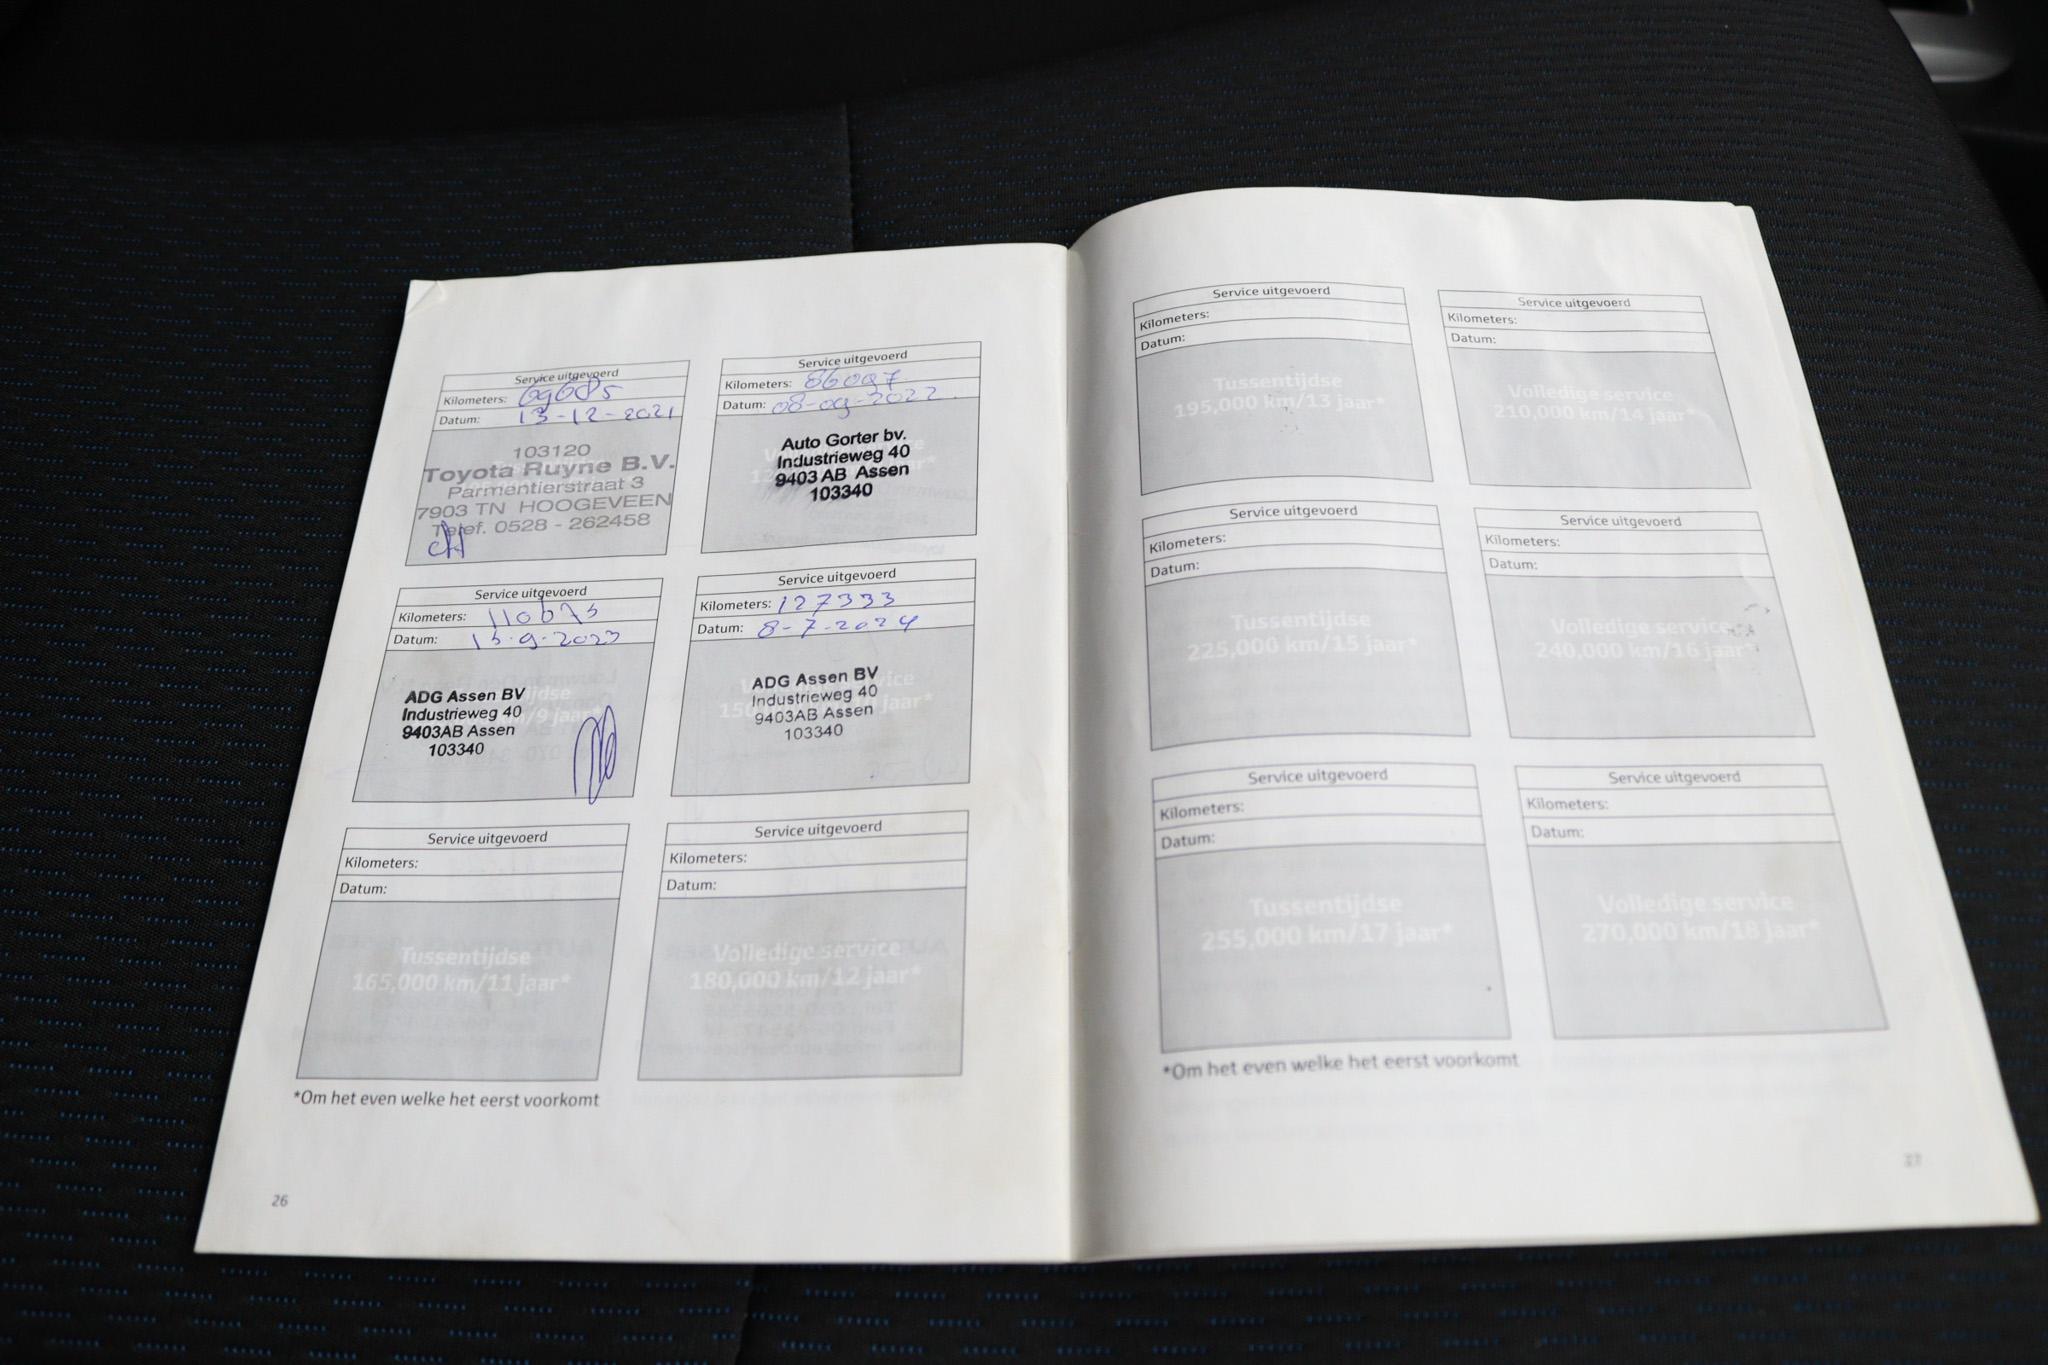 Service uitgevoerd
Kilometers: 69685
Datum: 13-12-2021
103120
Toyota Ruyne B.V.
Parmentierstraat 3
7903 TN HOOGEVEEN
Telef. 0528 - 262458
Service uitgevoerd
Kilometers: 86097
Datum: 08-09-2022
Auto Gorter bv.
Industrieweg 40
9403 AB Assen
103340
Service uitgevoerd
Kilometers: 110673
Datum: 15-9-2023
ADG Assen BV
Industrieweg 40
9403AB Assen
103340
Service uitgevoerd
Kilometers: 127333
Datum: 8-7-2024
ADG Assen BV
Industrieweg 40
9403AB Assen
103340
Service uitgevoerd
Kilometers:
Datum:
Tussentijdse
165,000 km/11 jaar*
Service uitgevoerd
Kilometers:
Datum:
Volledige service
180,000 km/12 jaar*
*Om het even welke het eerst voorkomt
26
Service uitgevoerd
Kilometers:
Datum:
Tussentijdse
195,000 km/13 jaar*
Service uitgevoerd
Kilometers:
Datum:
Volledige service
210,000 km/14 jaar*
Service uitgevoerd
Kilometers:
Datum:
Tussentijdse
225,000 km/15 jaar*
Service uitgevoerd
Kilometers:
Datum:
Volledige service
240,000 km/16 jaar*
Service uitgevoerd
Kilometers:
Datum:
Tussentijdse
255,000 km/17 jaar*
Service uitgevoerd
Kilometers:
Datum:
Volledige service
270,000 km/18 jaar*
*Om het even welke het eerst voorkomt
27